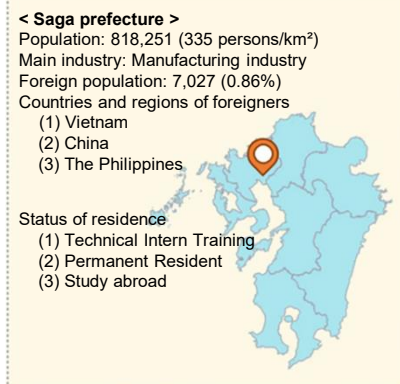 < Saga prefecture >
Population: 818,251 (335 persons/km²)
Main industry: Manufacturing industry
Foreign population: 7,027 (0.86%)
Countries and regions of foreigners
(1) Vietnam
(2) China
(3) The Philippines
Status of residence
(1) Technical Intern Training
(2) Permanent Resident
(3) Study abroad